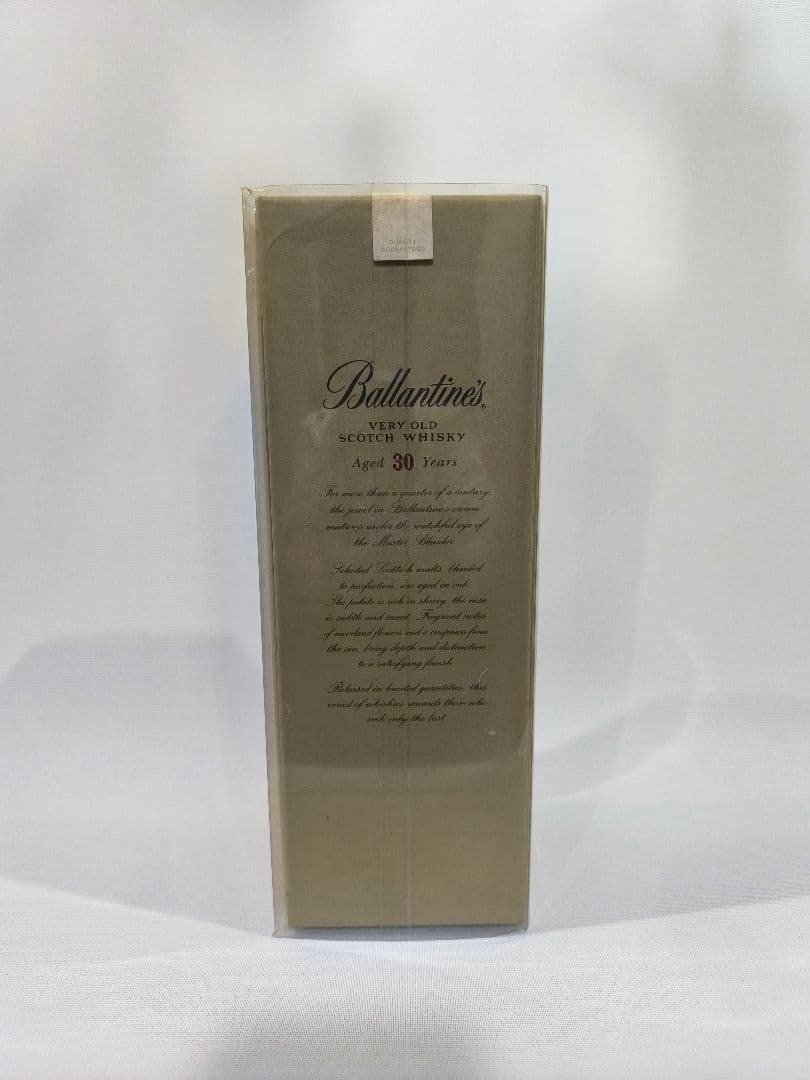 QUALITY
GUARANTEED
Ballantine's
VERY OLD
SCOTCH WHISKY
Aged 30 Years
For more than a quarter of a century,
the jewel in Ballantine's crown
matures under the watchful eye of
the Master Blender.
Selected Scottish malts, blended
to perfection, are aged in oak.
The palate is rich in sherry, the nose
is subtle and sweet. Fragrant notes
of moorland flowers and a crispness from
the sea, bring depth and distinction
to a satisfying finish.
Released in limited quantities, this
rarest of whiskies rewards those who
seek only the best.